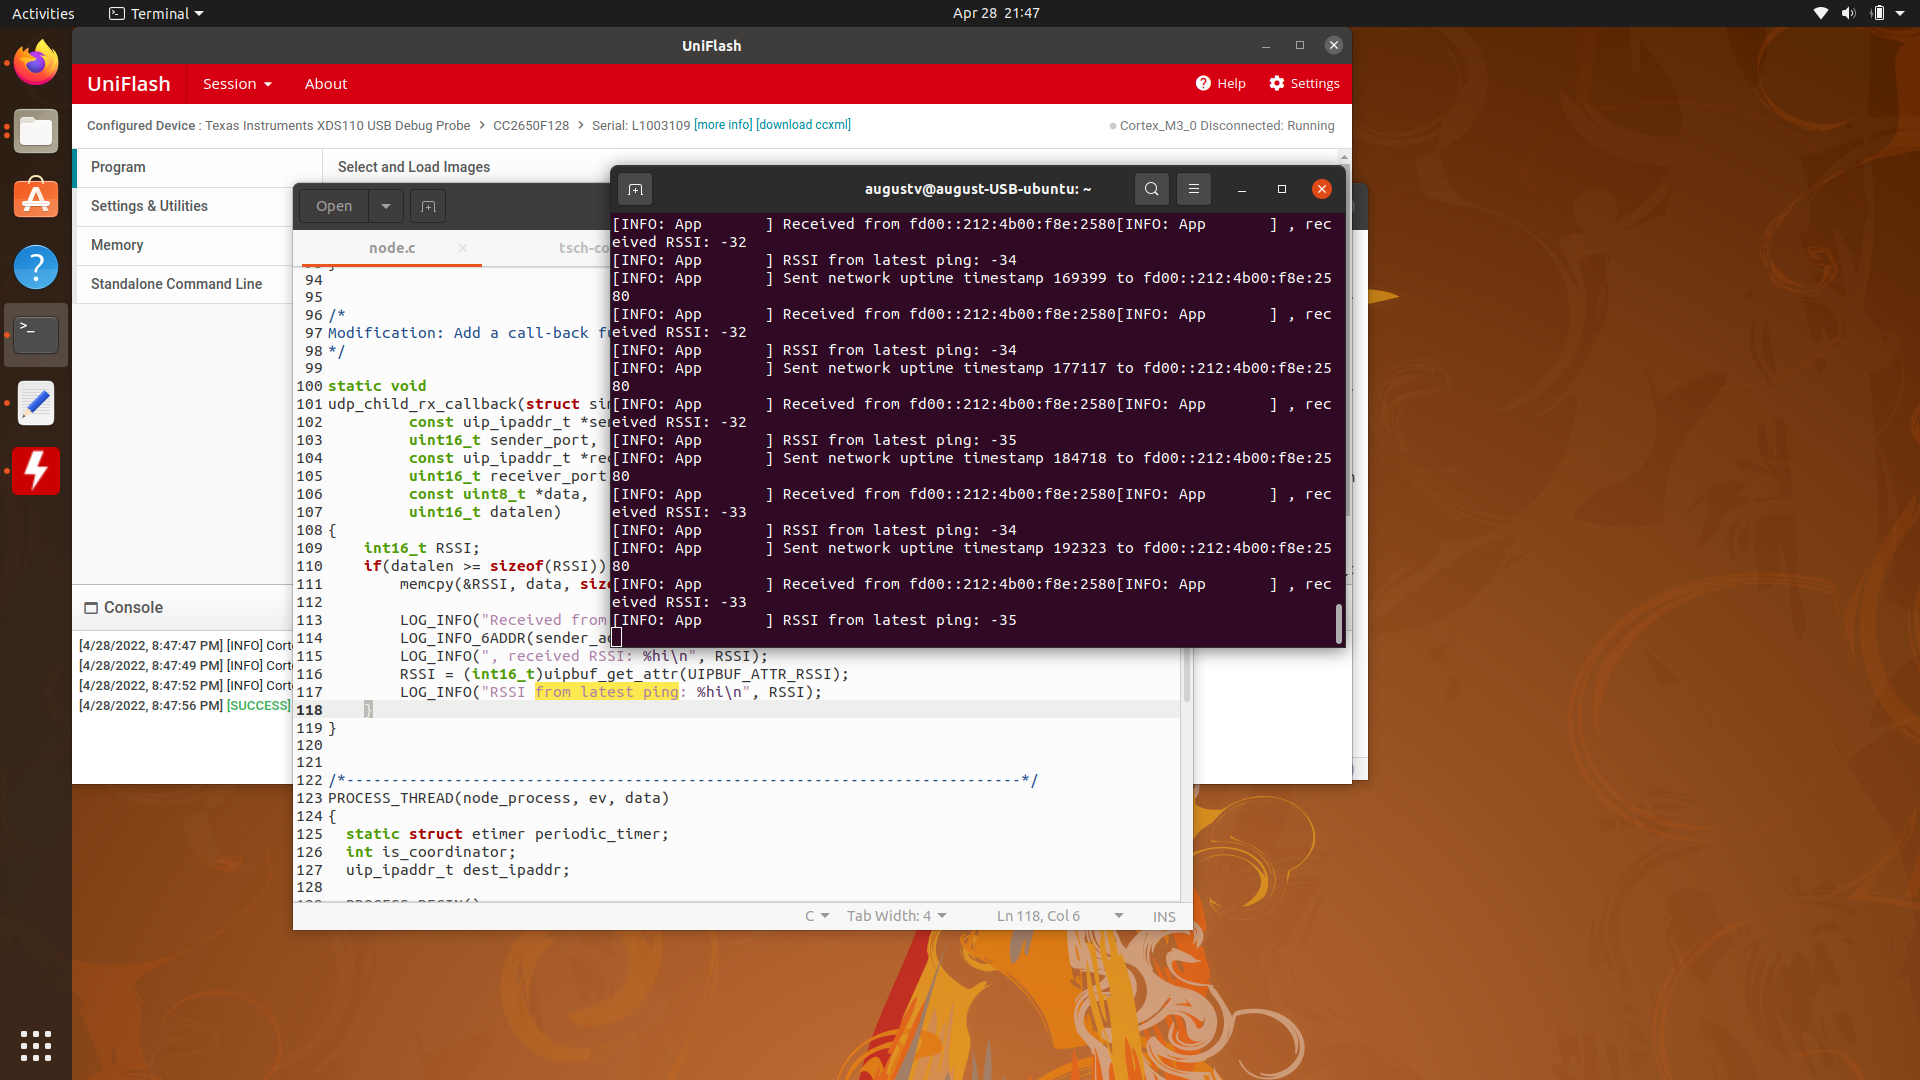 Activities
Terminal
Apr 28 21:47
UniFlash
UniFlash
Session
About
Help
Settings
Configured Device : Texas Instruments XDS110 USB Debug Probe > CC2650F128 > Serial: L1003109 [more info] [download ccxml]
Cortex_M3_0 Disconnected: Running
Program
Settings & Utilities
Memory
Standalone Command Line
Select and Load Images
Console
[4/28/2022, 8:47:47 PM] [INFO] Cort
[4/28/2022, 8:47:49 PM] [INFO] Cort
[4/28/2022, 8:47:52 PM] [INFO] Cort
[4/28/2022, 8:47:56 PM] [SUCCESS]
Open
node.c
tsch-co
94
95
96 /*
97 Modification: Add a call-back fu
98 */
99
100 static void
101 udp_child_rx_callback(struct sim
102 const uip_ipaddr_t *sen
103 uint16_t sender_port,
104 const uip_ipaddr_t *rec
105 uint16_t receiver_port
106 const uint8_t *data,
107 uint16_t datalen)
108 {
109 int16_t RSSI;
110 if(datalen >= sizeof(RSSI))
111 memcpy(&RSSI, data, siz
112
113 LOG_INFO("Received from
114 LOG_INFO_6ADDR(sender_ad
115 LOG_INFO(", received RSSI: %hi\n", RSSI);
116 RSSI = (int16_t)uipbuf_get_attr(UIPBUF_ATTR_RSSI);
117 LOG_INFO("RSSI from latest ping: %hi\n", RSSI);
118 }
119 }
120
121
122 /*---------------------------------------------------------------------------*/
123 PROCESS_THREAD(node_process, ev, data)
124 {
125 static struct etimer periodic_timer;
126 int is_coordinator;
127 uip_ipaddr_t dest_ipaddr;
128
C
Tab Width: 4
Ln 118, Col 6
INS
augustv@august-USB-ubuntu: ~
[INFO: App ] Received from fd00::212:4b00:f8e:2580[INFO: App ] , rec
eived RSSI: -32
[INFO: App ] RSSI from latest ping: -34
[INFO: App ] Sent network uptime timestamp 169399 to fd00::212:4b00:f8e:25
80
[INFO: App ] Received from fd00::212:4b00:f8e:2580[INFO: App ] , rec
eived RSSI: -32
[INFO: App ] RSSI from latest ping: -34
[INFO: App ] Sent network uptime timestamp 177117 to fd00::212:4b00:f8e:25
80
[INFO: App ] Received from fd00::212:4b00:f8e:2580[INFO: App ] , rec
eived RSSI: -32
[INFO: App ] RSSI from latest ping: -35
[INFO: App ] Sent network uptime timestamp 184718 to fd00::212:4b00:f8e:25
80
[INFO: App ] Received from fd00::212:4b00:f8e:2580[INFO: App ] , rec
eived RSSI: -33
[INFO: App ] RSSI from latest ping: -34
[INFO: App ] Sent network uptime timestamp 192323 to fd00::212:4b00:f8e:25
80
[INFO: App ] Received from fd00::212:4b00:f8e:2580[INFO: App ] , rec
eived RSSI: -33
[INFO: App ] RSSI from latest ping: -35